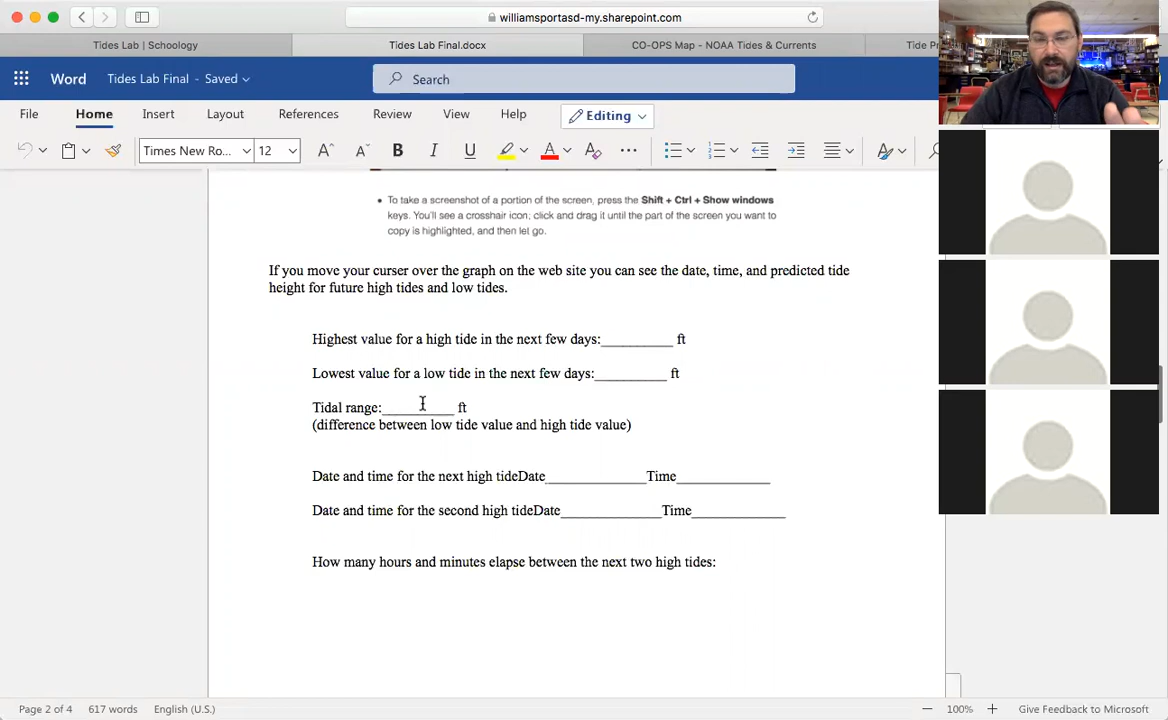 williamsportasd-my.sharepoint.com
Tides Lab | Schoology
Tides Lab Final.docx
CO-OPS Map - NOAA Tides & Currents
Tide Pr
Word
Tides Lab Final - Saved
Search
File
Home
Insert
Layout
References
Review
View
Help
Editing
Times New Ro...
12
To take a screenshot of a portion of the screen, press the Shift + Ctrl + Show windows
keys. You'll see a crosshair icon; click and drag it until the part of the screen you want to
copy is highlighted, and then let go.
If you move your curser over the graph on the web site you can see the date, time, and predicted tide
height for future high tides and low tides.
Highest value for a high tide in the next few days:__________ ft
Lowest value for a low tide in the next few days:__________ ft
Tidal range:__________ ft
(difference between low tide value and high tide value)
Date and time for the next high tideDate______________Time_____________
Date and time for the second high tideDate______________Time_____________
How many hours and minutes elapse between the next two high tides:
Page 2 of 4
617 words
English (U.S.)
100%
Give Feedback to Microsoft